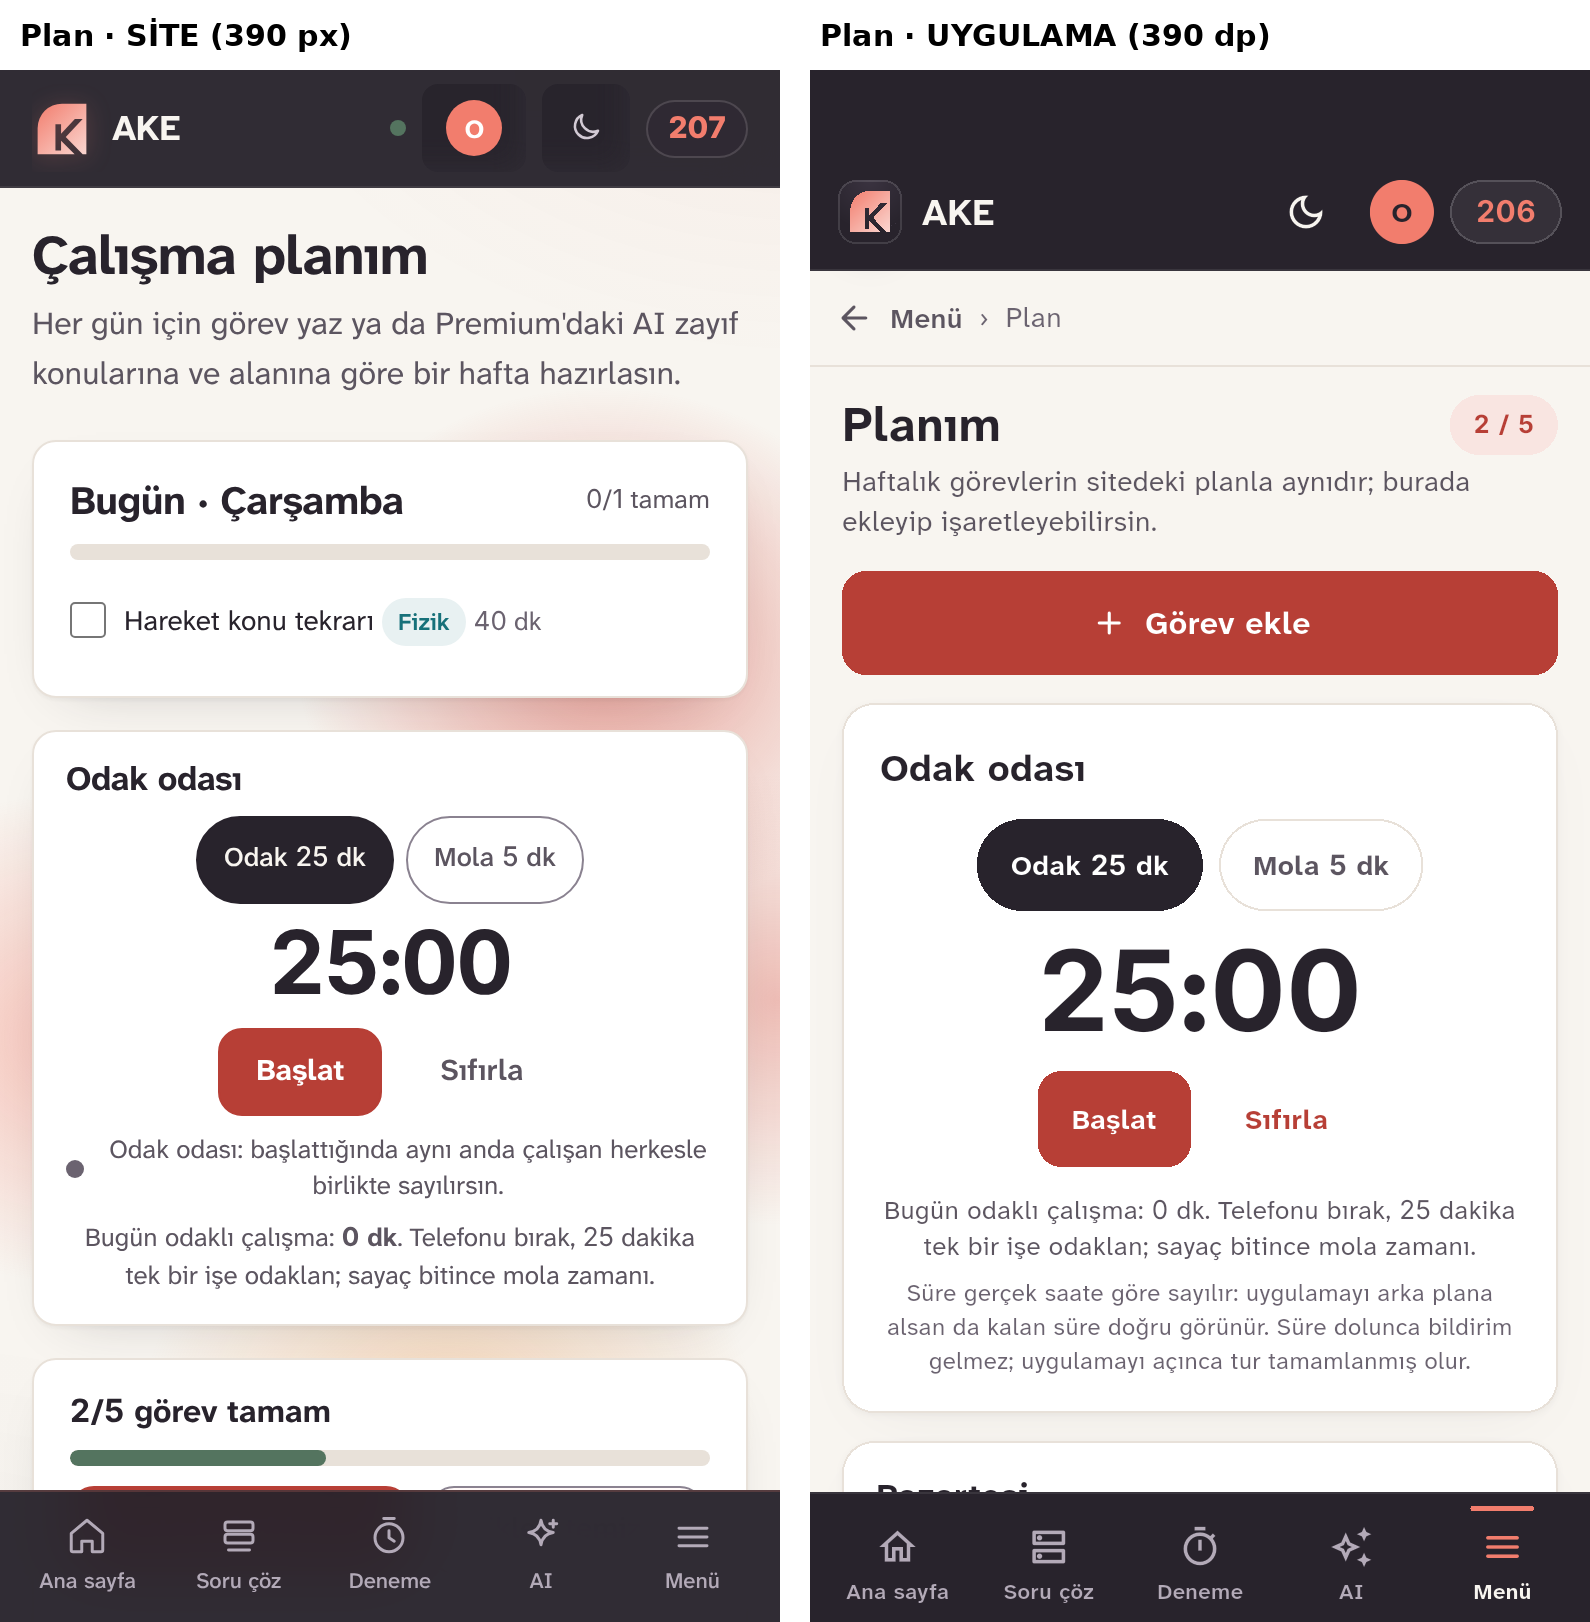 Plan · SİTE (390 px)
AKE
O
207
Çalışma planım
Her gün için görev yaz ya da Premium'daki AI zayıf
konularına ve alanına göre bir hafta hazırlasın.
Bugün · Çarşamba
0/1 tamam
Hareket konu tekrarı Fizik 40 dk
Odak odası
Odak 25 dk
Mola 5 dk
25:00
Başlat
Sıfırla
Odak odası: başlattığında aynı anda çalışan herkesle
birlikte sayılırsın.
Bugün odaklı çalışma: 0 dk. Telefonu bırak, 25 dakika
tek bir işe odaklan; sayaç bitince mola zamanı.
2/5 görev tamam
Ana sayfa
Soru çöz
Deneme
AI
Menü
Plan · UYGULAMA (390 dp)
AKE
O
206
Menü › Plan
Planım
2 / 5
Haftalık görevlerin sitedeki planla aynıdır; burada
ekleyip işaretleyebilirsin.
+ Görev ekle
Odak odası
Odak 25 dk
Mola 5 dk
25:00
Başlat
Sıfırla
Bugün odaklı çalışma: 0 dk. Telefonu bırak, 25 dakika
tek bir işe odaklan; sayaç bitince mola zamanı.
Süre gerçek saate göre sayılır: uygulamayı arka plana
alsan da kalan süre doğru görünür. Süre dolunca bildirim
gelmez; uygulamayı açınca tur tamamlanmış olur.
Pazartesi
Ana sayfa
Soru çöz
Deneme
AI
Menü